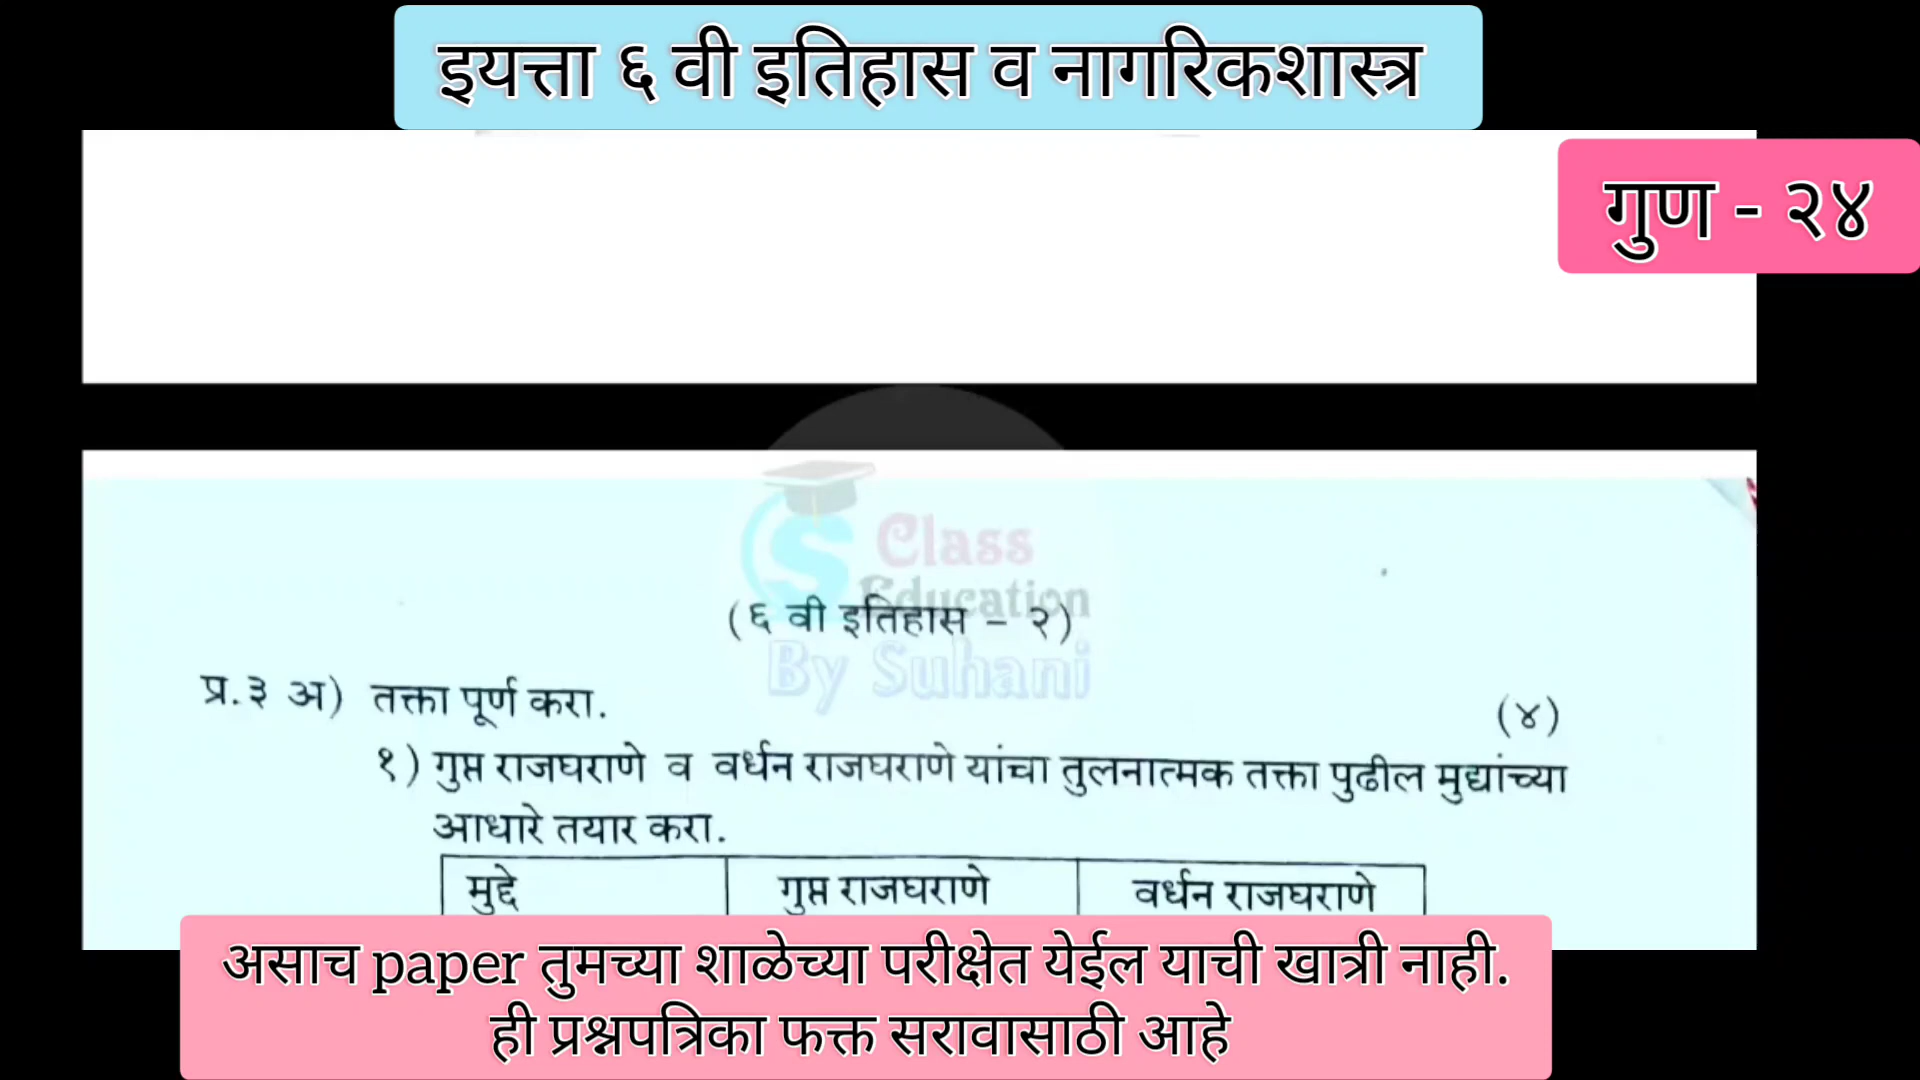 इयत्ता ६ वी इतिहास व नागरिकशास्त्र
गुण - २४
Class
Education
By Suhani
(६ वी इतिहास – २)
प्र.३ अ) तक्ता पूर्ण करा. (४)
१) गुप्त राजघराणे व वर्धन राजघराणे यांचा तुलनात्मक तक्ता पुढील मुद्यांच्या
आधारे तयार करा.
मुद्दे गुप्त राजघराणे वर्धन राजघराणे
असाच paper तुमच्या शाळेच्या परीक्षेत येईल याची खात्री नाही.
ही प्रश्नपत्रिका फक्त सरावासाठी आहे